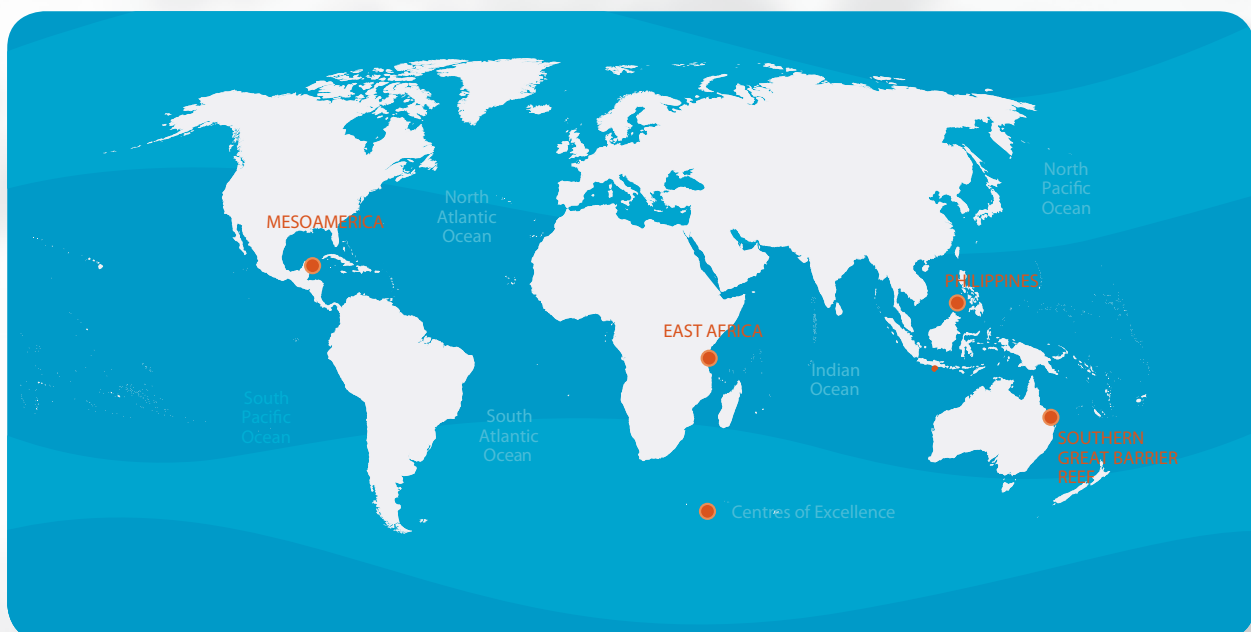 North
Pacific
Ocean
North
Atlantic
Ocean
MESOAMERICA
PHILIPPINES
EAST AFRICA
Indian
Ocean
South
Pacific
Ocean
South
Atlantic
Ocean
SOUTHERN
GREAT BARRIER
REEF
Centres of Excellence